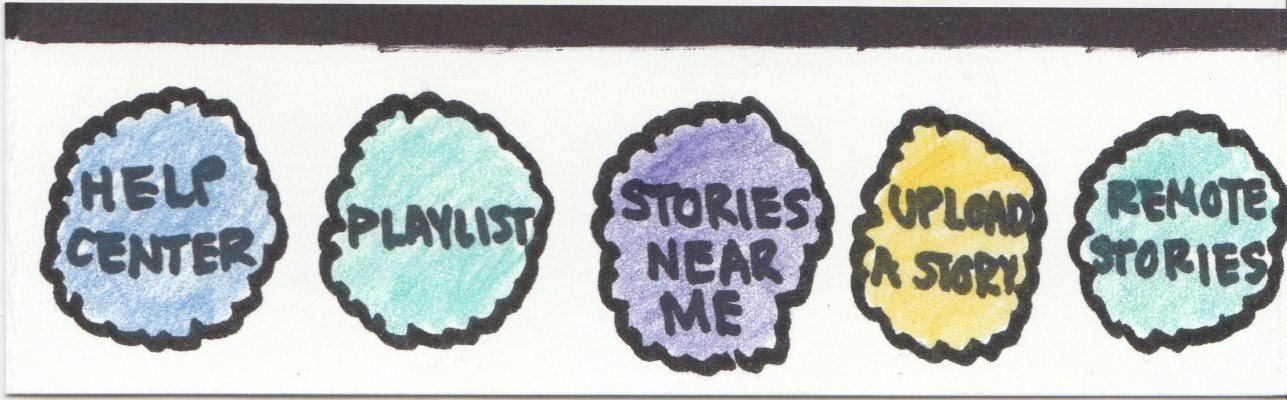 HELP
CENTER
PLAYLIST
STORIES
NEAR
ME
UPLOAD
A STORY
REMOTE
STORIES